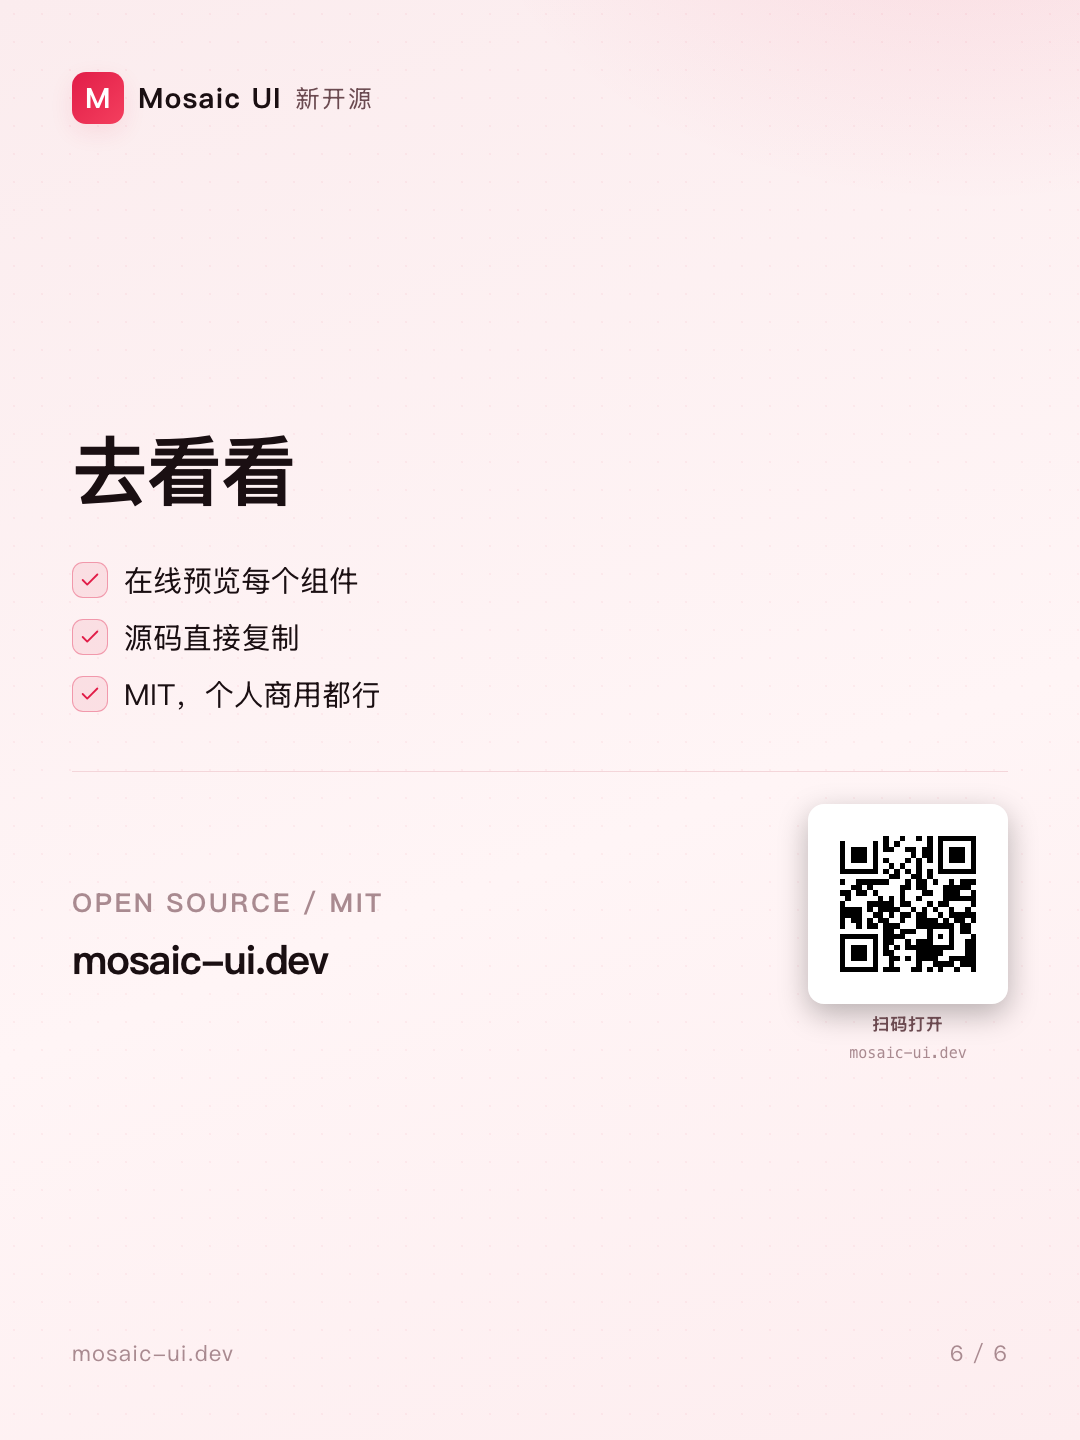 M Mosaic UI 新开源
去看看
在线预览每个组件
源码直接复制
MIT，个人商用都行
OPEN SOURCE / MIT
mosaic-ui.dev
扫码打开
mosaic-ui.dev
mosaic-ui.dev
6 / 6